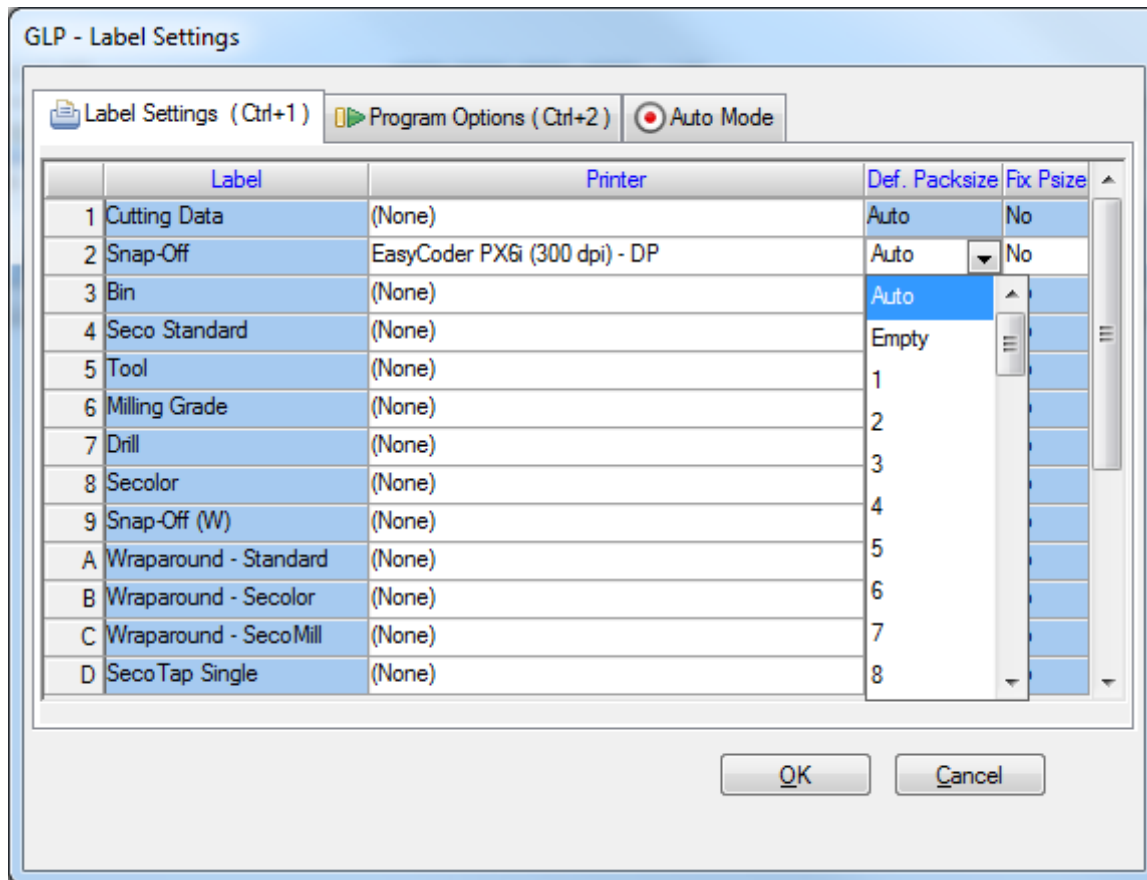 GLP - Label Settings
Label Settings (Ctrl+1) Program Options (Ctrl+2) Auto Mode
Label Printer Def. Packsize Fix Psize
1 Cutting Data (None) Auto No
2 Snap-Off EasyCoder PX6i (300 dpi) - DP Auto No
3 Bin (None) Auto
4 Seco Standard (None) Empty
5 Tool (None) 1
6 Milling Grade (None) 2
7 Drill (None) 3
8 Secolor (None) 4
9 Snap-Off (W) (None) 5
A Wraparound - Standard (None) 6
B Wraparound - Secolor (None) 7
C Wraparound - SecoMill (None) 8
D SecoTap Single (None)
OK Cancel